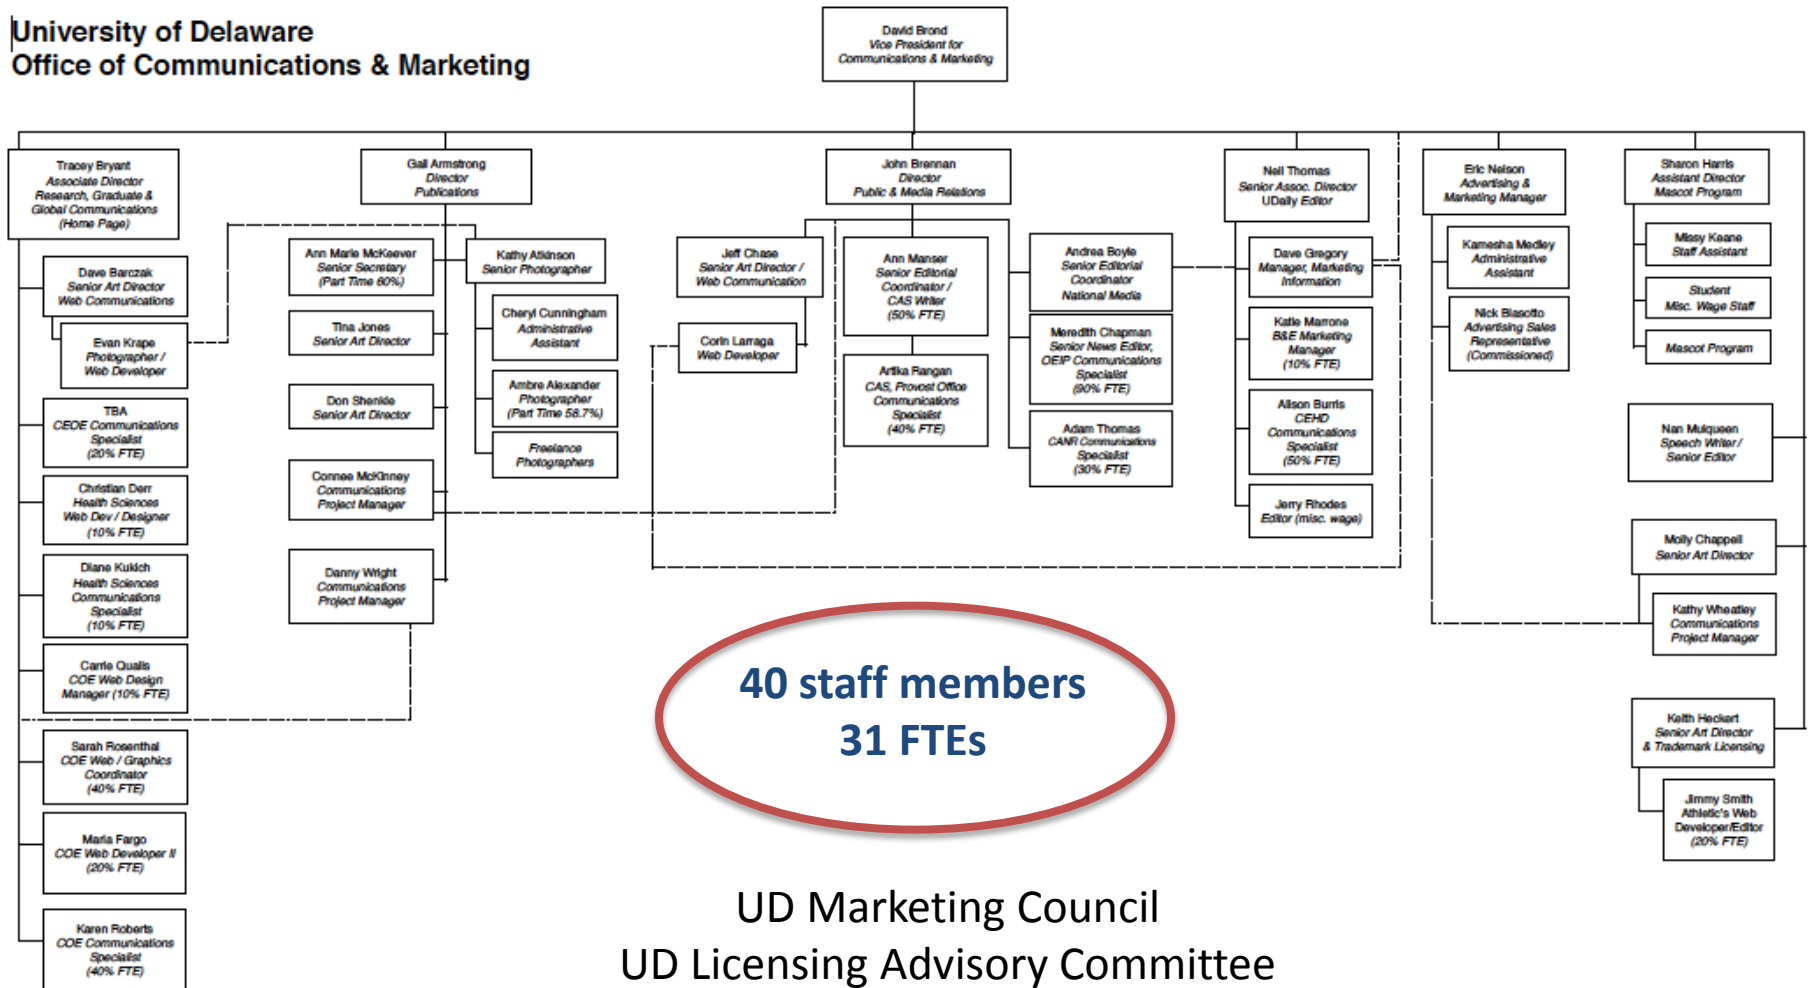 University of Delaware
Office of Communications & Marketing
David Brond
Vice President for
Communications & Marketing
Tracey Bryant
Associate Director
Research, Graduate &
Global Communications
(Home Page)
Dave Barczak
Senior Art Director
Web Communications
Evan Krape
Photographer /
Web Developer
TBA
CEOE Communications
Specialist
(20% FTE)
Christian Derr
Health Sciences
Web Dev / Designer
(10% FTE)
Diane Kukich
Health Sciences
Communications
Specialist
(10% FTE)
Carrie Qualls
COE Web Design
Manager (10% FTE)
Sarah Rosenthal
COE Web / Graphics
Coordinator
(40% FTE)
Maria Fargo
COE Web Developer II
(20% FTE)
Karen Roberts
COE Communications
Specialist
(40% FTE)
Gail Armstrong
Director
Publications
Ann Marie McKeever
Senior Secretary
(Part Time 60%)
Tina Jones
Senior Art Director
Don Shenkle
Senior Art Director
Connee McKinney
Communications
Project Manager
Danny Wright
Communications
Project Manager
Kathy Atkinson
Senior Photographer
Cheryl Cunningham
Administrative
Assistant
Ambre Alexander
Photographer
(Part Time 58.7%)
Freelance
Photographers
John Brennan
Director
Public & Media Relations
Jeff Chase
Senior Art Director /
Web Communication
Corin Larraga
Web Developer
Ann Manser
Senior Editorial
Coordinator /
CAS Writer
(50% FTE)
Artika Rangan
CAS, Provost Office
Communications
Specialist
(40% FTE)
Andrea Boyle
Senior Editorial
Coordinator
National Media
Meredith Chapman
Senior News Editor,
OEIP Communications
Specialist
(90% FTE)
Adam Thomas
CANR Communications
Specialist
(30% FTE)
Neil Thomas
Senior Assoc. Director
UDaily Editor
Dave Gregory
Manager, Marketing
Information
Katie Marrone
B&E Marketing
Manager
(10% FTE)
Alison Burris
CEHD
Communications
Specialist
(50% FTE)
Jerry Rhodes
Editor (misc. wage)
Eric Nelson
Advertising &
Marketing Manager
Kamesha Medley
Administrative
Assistant
Nick Biasotto
Advertising Sales
Representative
(Commissioned)
Sharon Harris
Assistant Director
Mascot Program
Missy Keane
Staff Assistant
Student
Misc. Wage Staff
Mascot Program
Nan Mulqueen
Speech Writer /
Senior Editor
Molly Chappell
Senior Art Director
Kathy Wheatley
Communications
Project Manager
Keith Heckert
Senior Art Director
& Trademark Licensing
Jimmy Smith
Athletic's Web
Developer/Editor
(20% FTE)
40 staff members
31 FTEs
UD Marketing Council
UD Licensing Advisory Committee